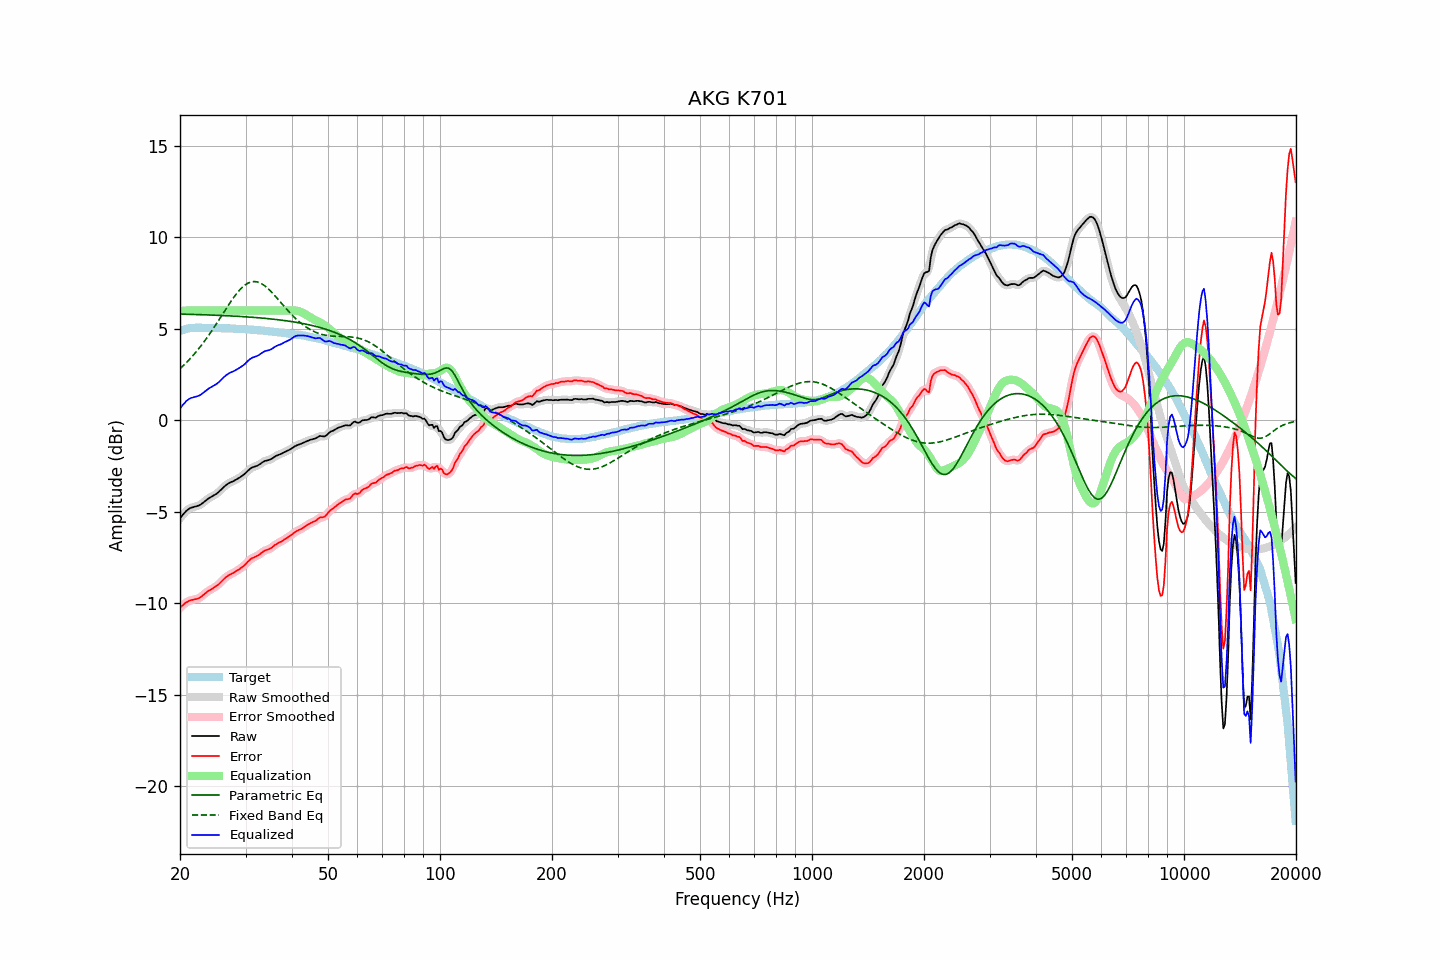 AKG K701
Amplitude (dBr)
15
10
5
0
−5
−10
−15
−20
Target
Raw Smoothed
Error Smoothed
Raw
Error
Equalization
Parametric Eq
Fixed Band Eq
Equalized
20 50 100 200 500 1000 2000 5000 10000 20000
Frequency (Hz)